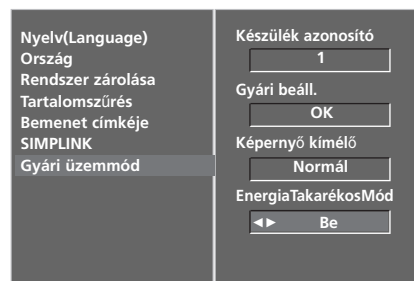 Nyelv(Language)
Ország
Rendszer zárolása
Tartalomszűrés
Bemenet címkéje
SIMPLINK
Gyári üzemmód
Készülék azonosító
1
Gyári beáll.
OK
Képernyő kímélő
Normál
EnergiaTakarékosMód
◄► Be